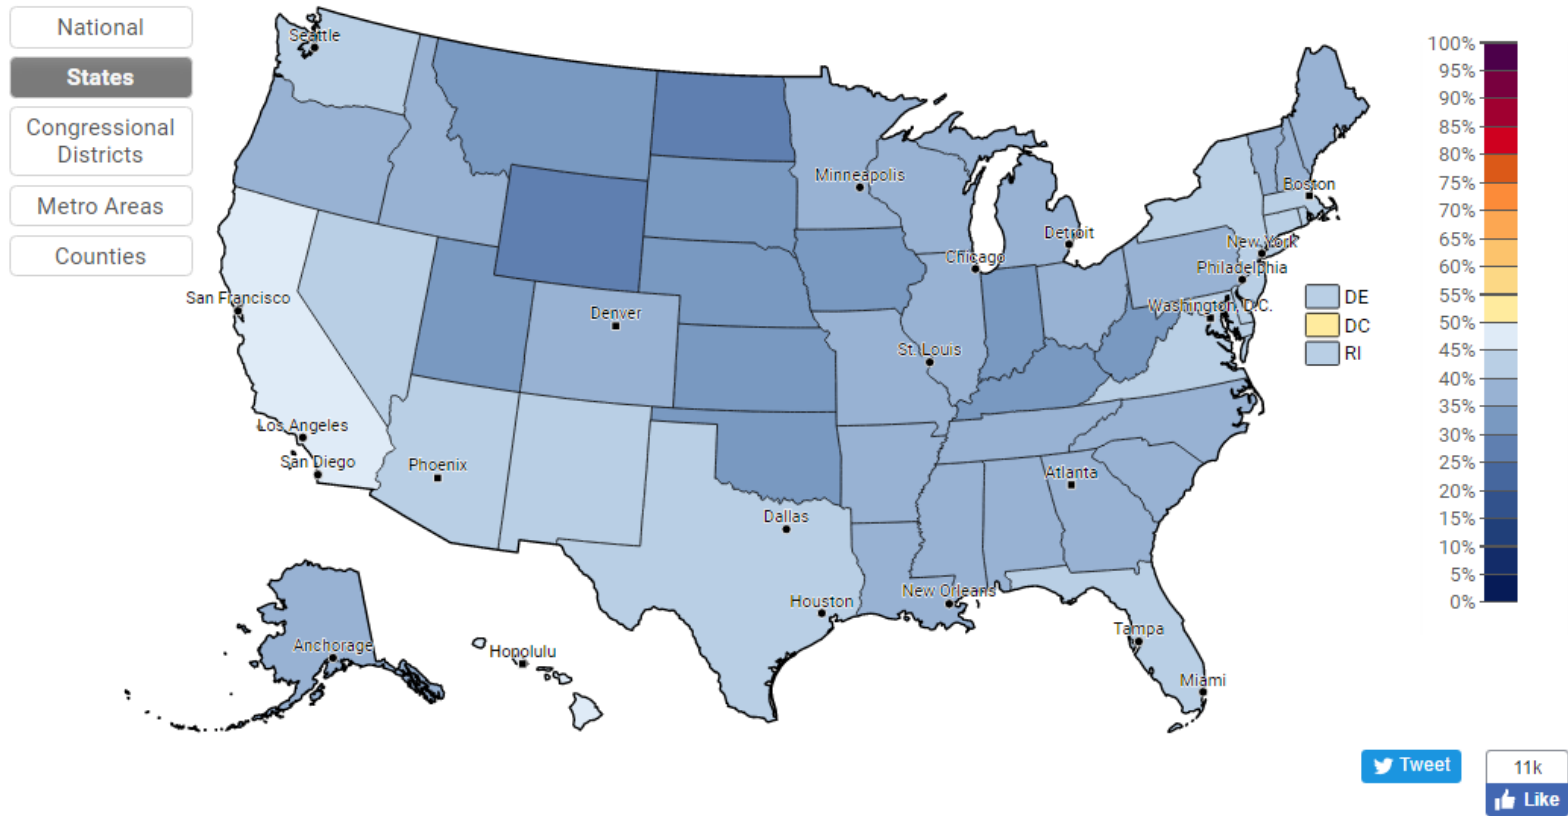 National
States
Congressional
Districts
Metro Areas
Counties
Seattle
San Francisco
Los Angeles
San Diego
Phoenix
Denver
Minneapolis
Chicago
St. Louis
Detroit
Boston
New York
Philadelphia
Washington, D.C.
Atlanta
Dallas
Houston
New Orleans
Tampa
Miami
Anchorage
Honolulu
DE
DC
RI
100%
95%
90%
85%
80%
75%
70%
65%
60%
55%
50%
45%
40%
35%
30%
25%
20%
15%
10%
5%
0%
Tweet
11k
Like